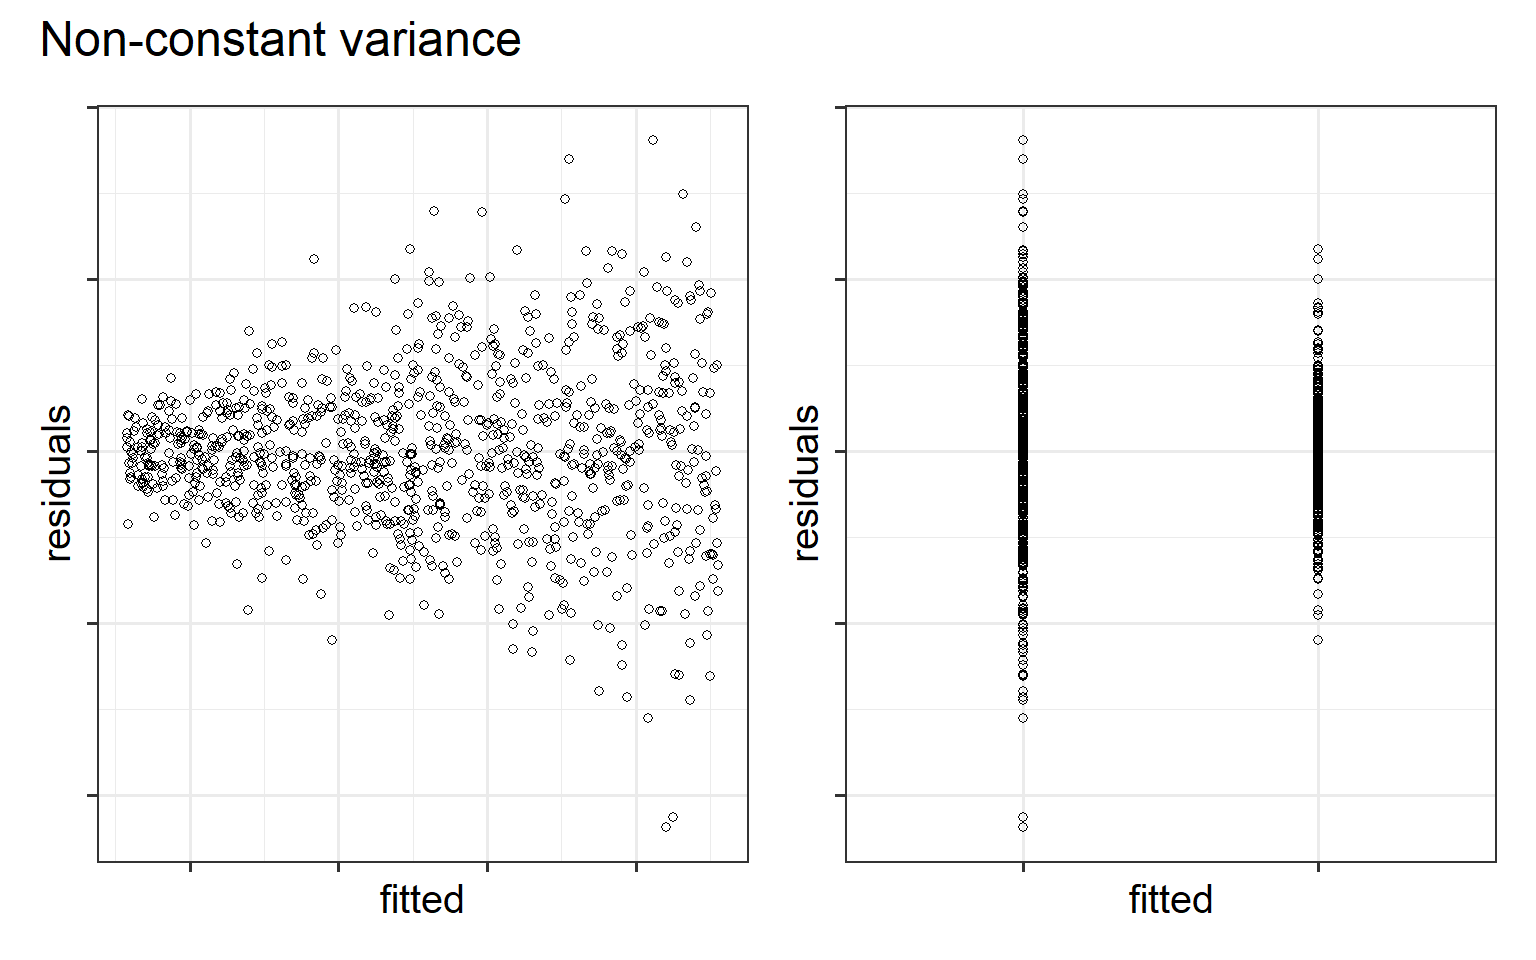 Non-constant variance
residuals
fitted
residuals
fitted